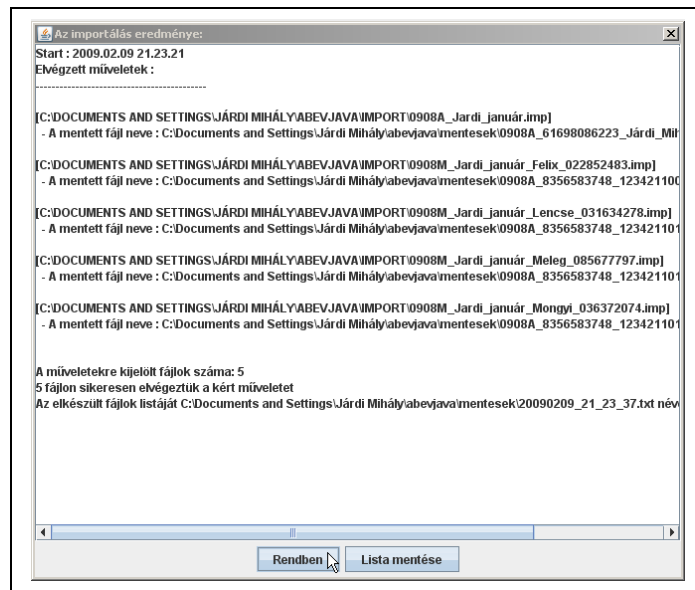 Az importálás eredménye:
Start : 2009.02.09 21.23.21
Elvégzett műveletek :
-------------------------------------------
[C:\DOCUMENTS AND SETTINGS\JÁRDI MIHÁLY\ABEVJAVA\IMPORT\0908A_Jardi_január.imp]
- A mentett fájl neve : C:\Documents and Settings\Járdi Mihály\abevjava\mentesek\0908A_61698086223_Járdi_Mih
[C:\DOCUMENTS AND SETTINGS\JÁRDI MIHÁLY\ABEVJAVA\IMPORT\0908M_Jardi_január_Felix_022852483.imp]
- A mentett fájl neve : C:\Documents and Settings\Járdi Mihály\abevjava\mentesek\0908A_8356583748_123421100
[C:\DOCUMENTS AND SETTINGS\JÁRDI MIHÁLY\ABEVJAVA\IMPORT\0908M_Jardi_január_Lencse_031634278.imp]
- A mentett fájl neve : C:\Documents and Settings\Járdi Mihály\abevjava\mentesek\0908A_8356583748_123421101
[C:\DOCUMENTS AND SETTINGS\JÁRDI MIHÁLY\ABEVJAVA\IMPORT\0908M_Jardi_január_Meleg_085677797.imp]
- A mentett fájl neve : C:\Documents and Settings\Járdi Mihály\abevjava\mentesek\0908A_8356583748_123421101
[C:\DOCUMENTS AND SETTINGS\JÁRDI MIHÁLY\ABEVJAVA\IMPORT\0908M_Jardi_január_Mongyi_036372074.imp]
- A mentett fájl neve : C:\Documents and Settings\Járdi Mihály\abevjava\mentesek\0908A_8356583748_123421101
A műveletekre kijelölt fájlok száma: 5
5 fájlon sikeresen elvégeztük a kért műveletet
Az elkészült fájlok listáját C:\Documents and Settings\Járdi Mihály\abevjava\mentesek\20090209_21_23_37.txt néve
Rendben
Lista mentése